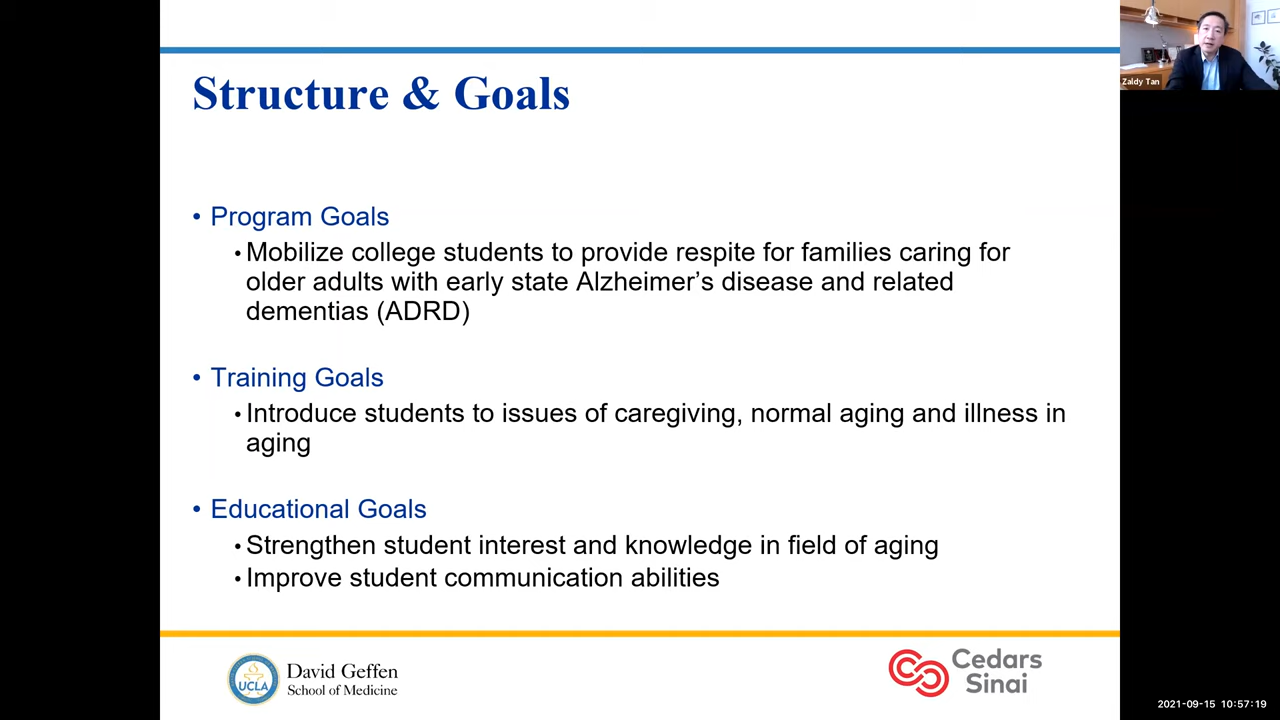 Structure & Goals
Zaldy Tan
• Program Goals
• Mobilize college students to provide respite for families caring for
older adults with early state Alzheimer’s disease and related
dementias (ADRD)
• Training Goals
• Introduce students to issues of caregiving, normal aging and illness in
aging
• Educational Goals
• Strengthen student interest and knowledge in field of aging
• Improve student communication abilities
UCLA
David Geffen
School of Medicine
Cedars
Sinai
2021-09-15 10:57:19